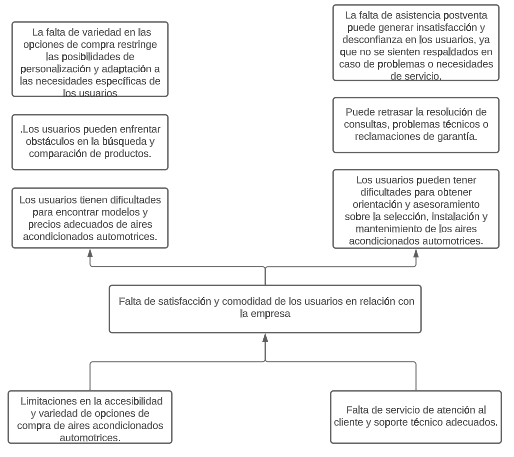 La falta de variedad en las
opciones de compra restringe
las posibilidades de
personalización y adaptación a
las necesidades específicas de
los usuarios
.Los usuarios pueden enfrentar
obstáculos en la búsqueda y
comparación de productos.
Los usuarios tienen dificultades
para encontrar modelos y
precios adecuados de aires
acondicionados automotrices.
La falta de asistencia postventa
puede generar insatisfacción y
desconfianza en los usuarios, ya
que no se sienten respaldados en
caso de problemas o necesidades
de servicio.
Puede retrasar la resolución de
consultas, problemas técnicos o
reclamaciones de garantía.
Los usuarios pueden tener
dificultades para obtener
orientación y asesoramiento
sobre la selección, instalación y
mantenimiento de los aires
acondicionados automotrices.
Falta de satisfacción y comodidad de los usuarios en relación con
la empresa
Limitaciones en la accesibilidad
y variedad de opciones de
compra de aires acondicionados
automotrices.
Falta de servicio de atención al
cliente y soporte técnico adecuados.